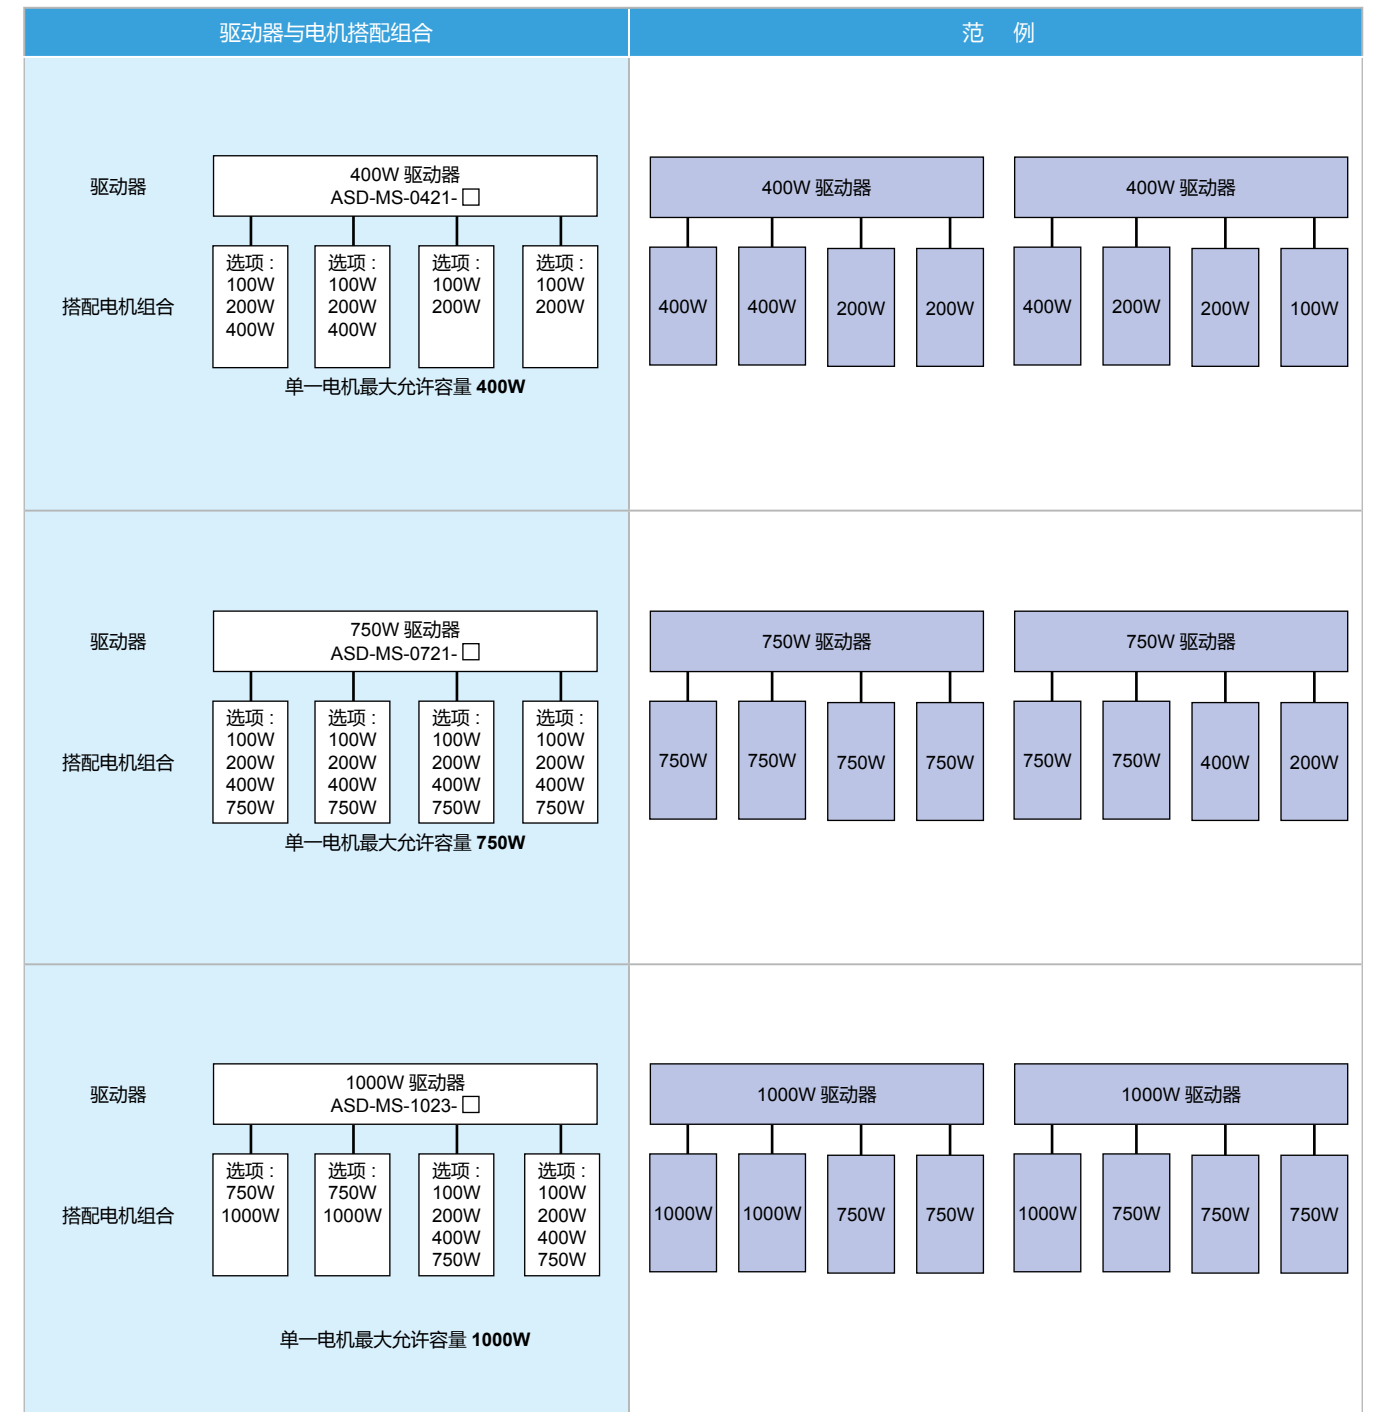 驱动器与电机搭配组合
范 例
驱动器
400W 驱动器
ASD-MS-0421-□
搭配电机组合
选项 :
100W
200W
400W
选项 :
100W
200W
400W
选项 :
100W
200W
选项 :
100W
200W
单一电机最大允许容量 400W
400W 驱动器
400W
400W
200W
200W
400W 驱动器
400W
200W
200W
100W
驱动器
750W 驱动器
ASD-MS-0721-□
搭配电机组合
选项 :
100W
200W
400W
750W
选项 :
100W
200W
400W
750W
选项 :
100W
200W
400W
750W
选项 :
100W
200W
400W
750W
单一电机最大允许容量 750W
750W 驱动器
750W
750W
750W
750W
750W 驱动器
750W
750W
400W
200W
驱动器
1000W 驱动器
ASD-MS-1023-□
搭配电机组合
选项 :
750W
1000W
选项 :
750W
1000W
选项 :
100W
200W
400W
750W
选项 :
100W
200W
400W
750W
单一电机最大允许容量 1000W
1000W 驱动器
1000W
1000W
750W
750W
1000W 驱动器
1000W
750W
750W
750W